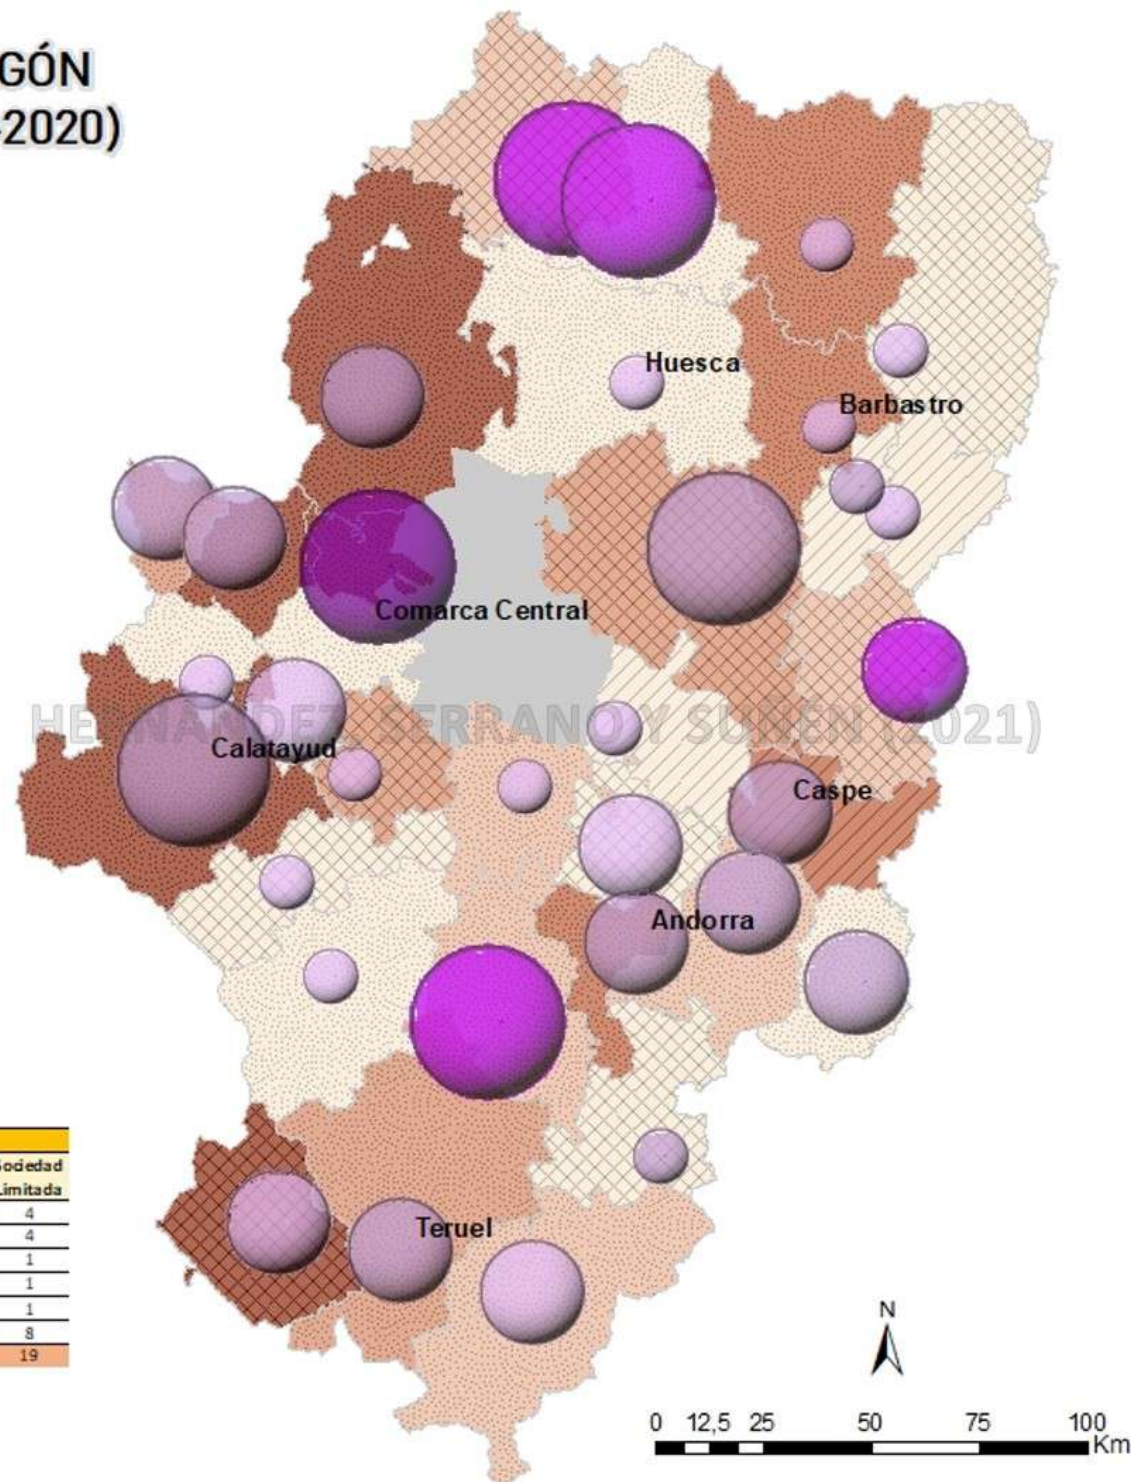 GÓN
-2020)
Huesca
Barbastro
Comarca Central
HERNÁNDEZ, SERRANO Y SUÑÉN (2021)
Calatayud
Caspe
Andorra
Sociedad
Limitada
4
4
1
1
1
8
19
Teruel
N
0 12,5 25 50 75 100
Km